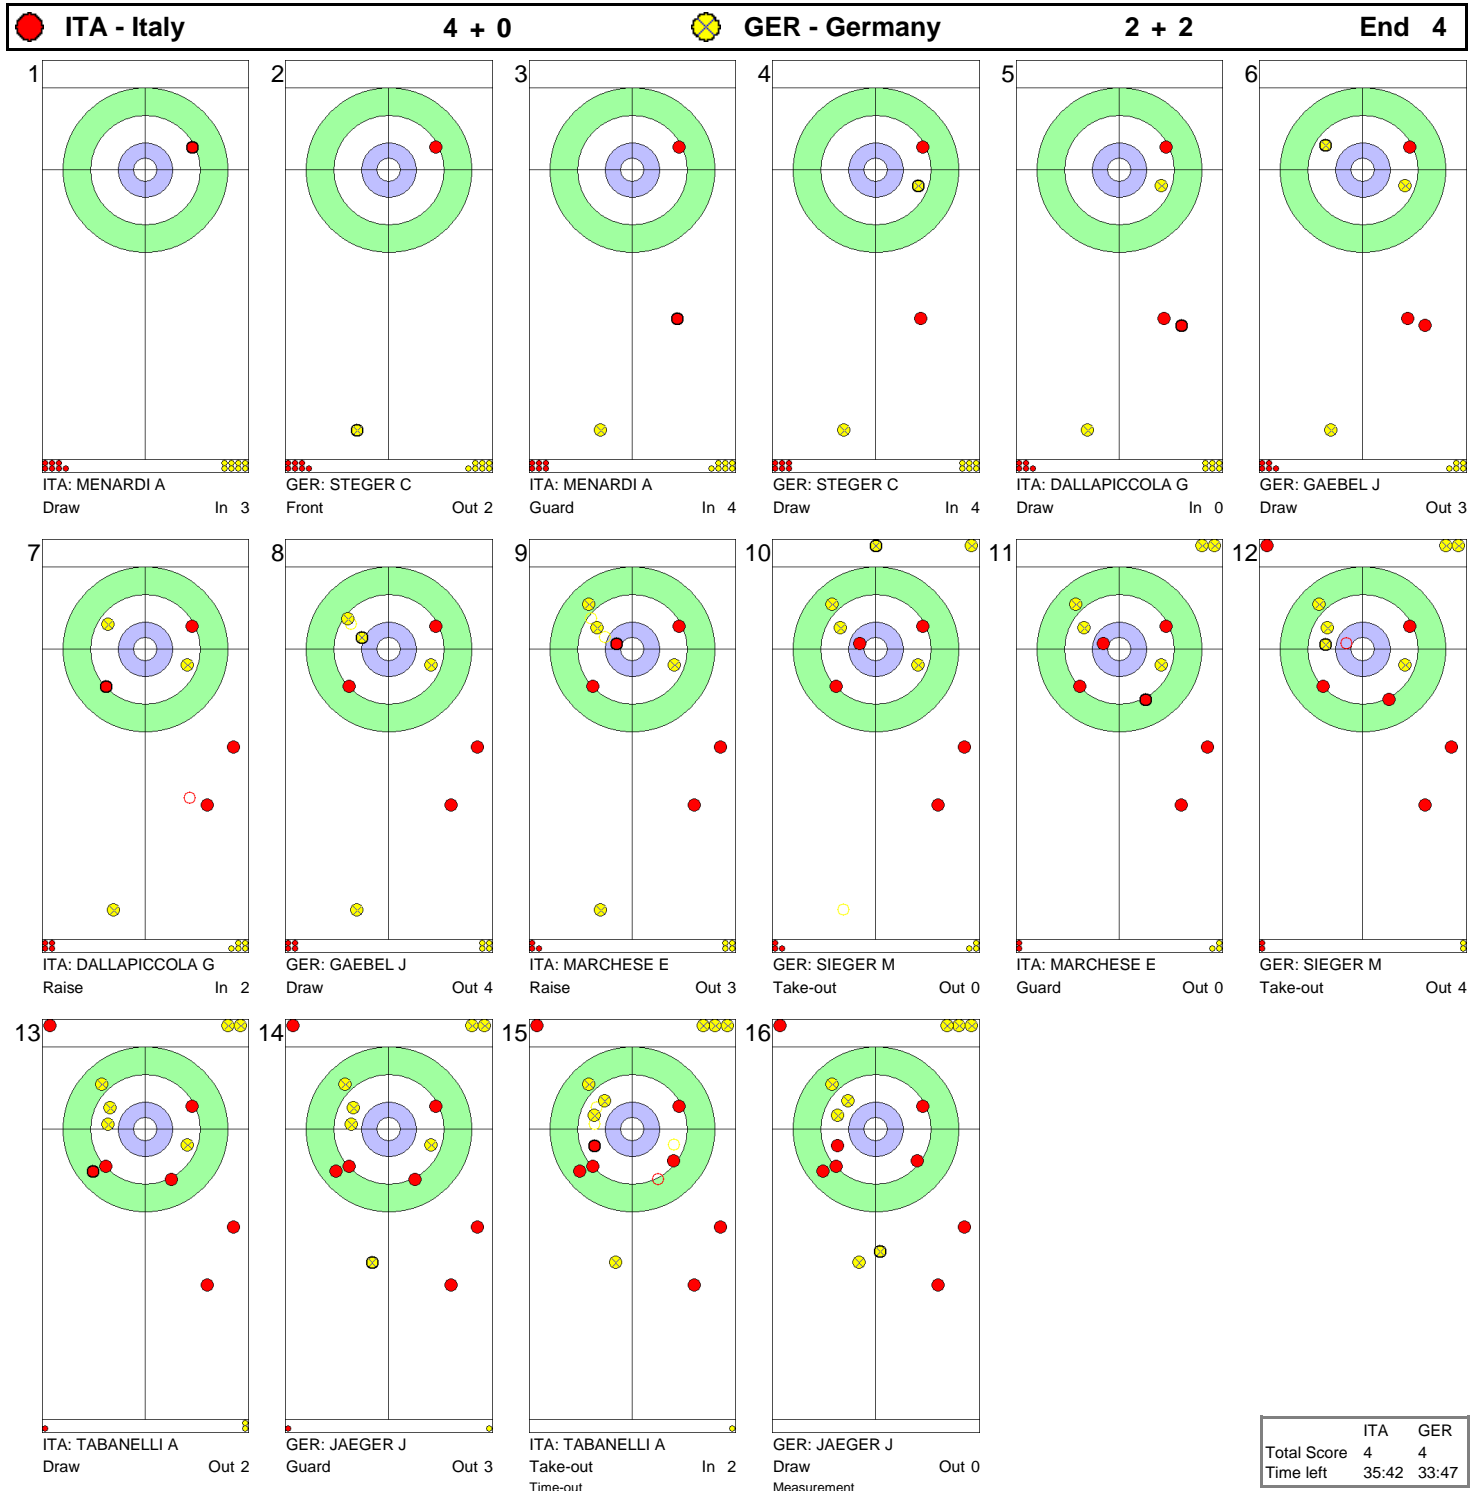 ITA - Italy 4 + 0 GER - Germany 2 + 2 End 4
1 2 3 4 5 6
ITA: MENARDI A
Draw In 3
GER: STEGER C
Front Out 2
ITA: MENARDI A
Guard In 4
GER: STEGER C
Draw In 4
ITA: DALLAPICCOLA G
Draw In 0
GER: GAEBEL J
Draw Out 3
7 8 9 10 11 12
ITA: DALLAPICCOLA G
Raise In 2
GER: GAEBEL J
Draw Out 4
ITA: MARCHESE E
Raise Out 3
GER: SIEGER M
Take-out Out 0
ITA: MARCHESE E
Guard Out 0
GER: SIEGER M
Take-out Out 4
13 14 15 16
ITA: TABANELLI A
Draw Out 2
GER: JAEGER J
Guard Out 3
ITA: TABANELLI A
Take-out In 2
Time-out
GER: JAEGER J
Draw Out 0
Measurement
ITA GER
Total Score 4 4
Time left 35:42 33:47